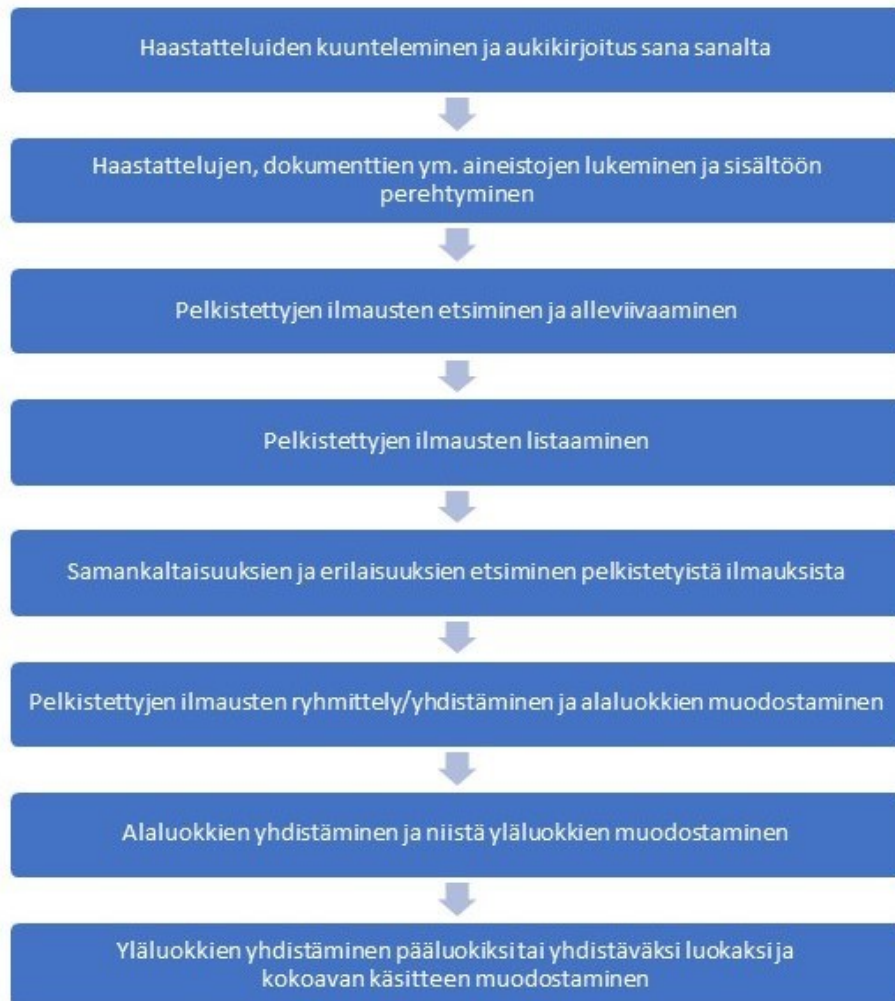 Haastatteluiden kuunteleminen ja aukikirjoitus sana sanalta
Haastattelujen, dokumenttien ym. aineistojen lukeminen ja sisältöön
perehtyminen
Pelkistettyjen ilmausten etsiminen ja alleviivaaminen
Pelkistettyjen ilmausten listaaminen
Samankaltaisuuksien ja erilaisuuksien etsiminen pelkistetyistä ilmauksista
Pelkistettyjen ilmausten ryhmittely/yhdistäminen ja alaluokkien muodostaminen
Alaluokkien yhdistäminen ja niistä yläluokkien muodostaminen
Yläluokkien yhdistäminen pääluokiksi tai yhdistäväksi luokaksi ja
kokoavan käsitteen muodostaminen